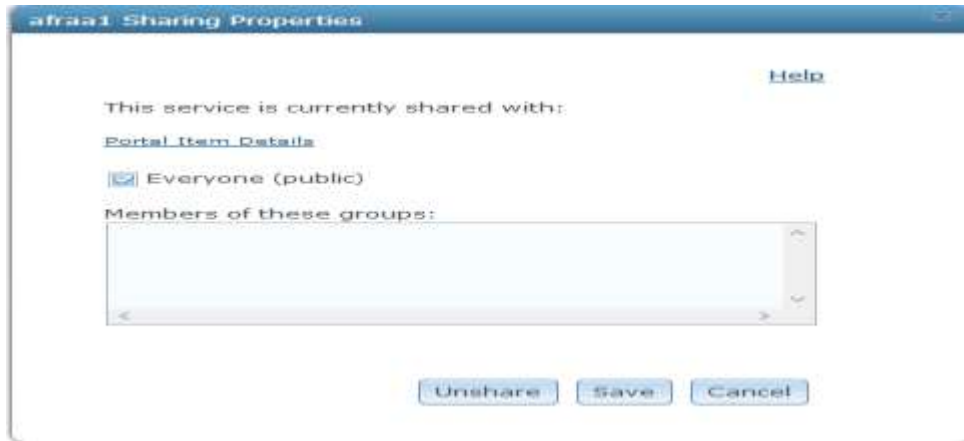 afraa1 Sharing Properties
Help
This service is currently shared with:
Portal Item Details
Everyone (public)
Members of these groups:
Unshare Save Cancel